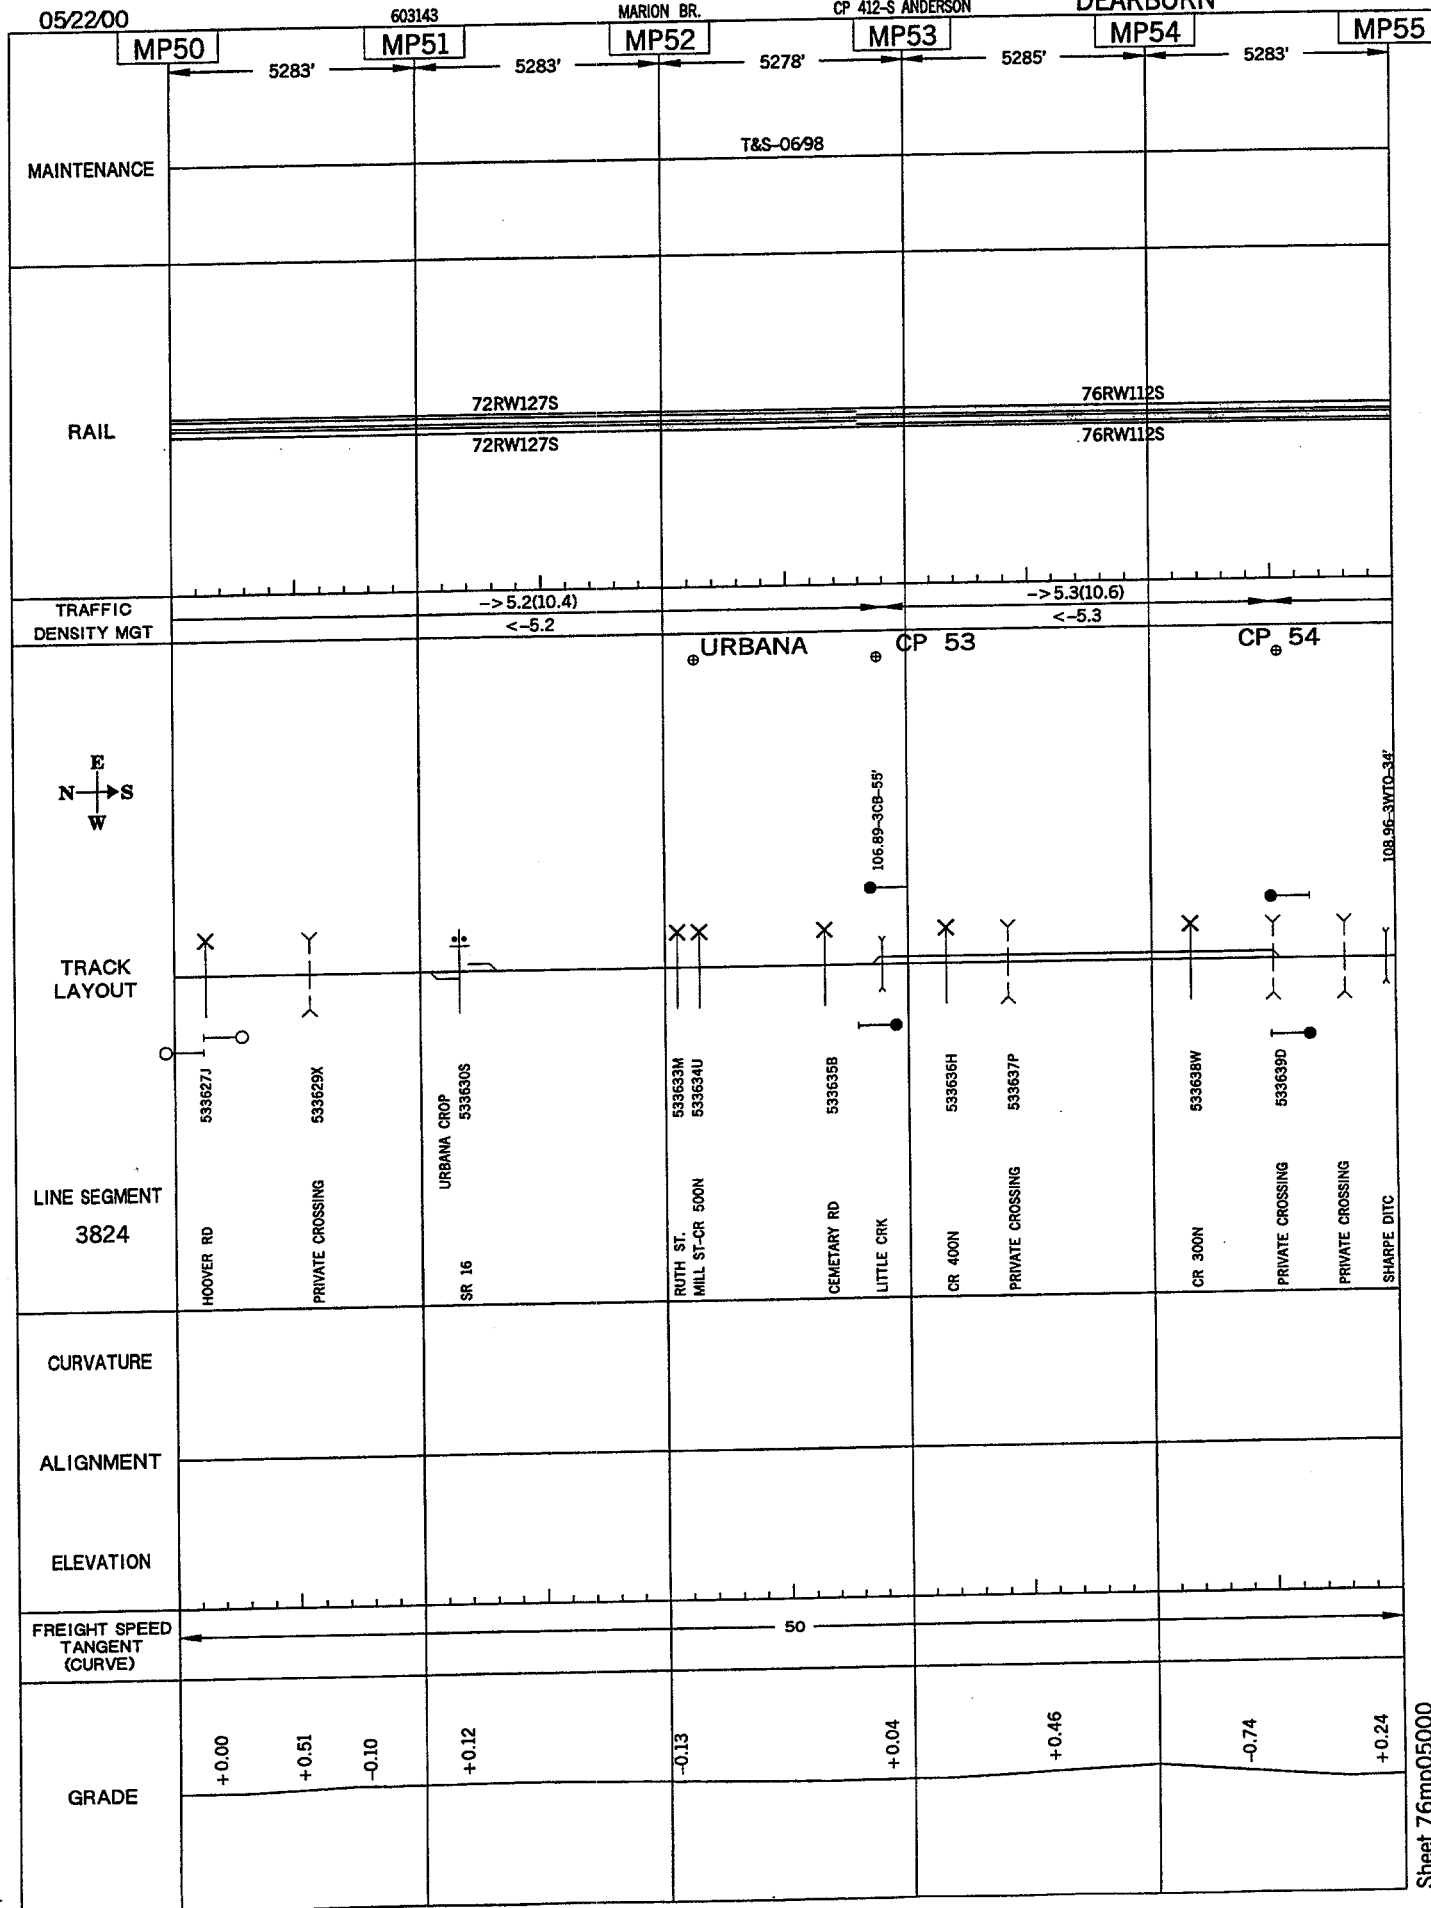 05/22/00
603143
MARION BR.
CP 412-S ANDERSON
DEARBORN
MP50
MP51
MP52
MP53
MP54
MP55
5283'
5283'
5278'
5285'
5283'
MAINTENANCE
T&S-06/98
RAIL
72RW127S
76RW112S
72RW127S
76RW112S
TRAFFIC
DENSITY MGT
->5.2(10.4)
->5.3(10.6)
<-5.2
<-5.3
URBANA
CP 53
CP 54
E
N S
W
106.89-3CB-55'
108.96-3WTO-34'
TRACK
LAYOUT
533627J
533629X
URBANA CROP
533630S
533633M
533634U
533635B
533636H
533637P
533638W
533639D
LINE SEGMENT
3824
HOOVER RD
PRIVATE CROSSING
SR 16
RUTH ST.
MILL ST-CR 500N
CEMETARY RD
LITTLE CRK
CR 400N
PRIVATE CROSSING
CR 300N
PRIVATE CROSSING
PRIVATE CROSSING
SHARPE DITC
CURVATURE
ALIGNMENT
ELEVATION
FREIGHT SPEED
TANGENT
(CURVE)
50
GRADE
+0.00
+0.51
-0.10
+0.12
-0.13
+0.04
+0.46
-0.74
+0.24
Sheet 76mp05000